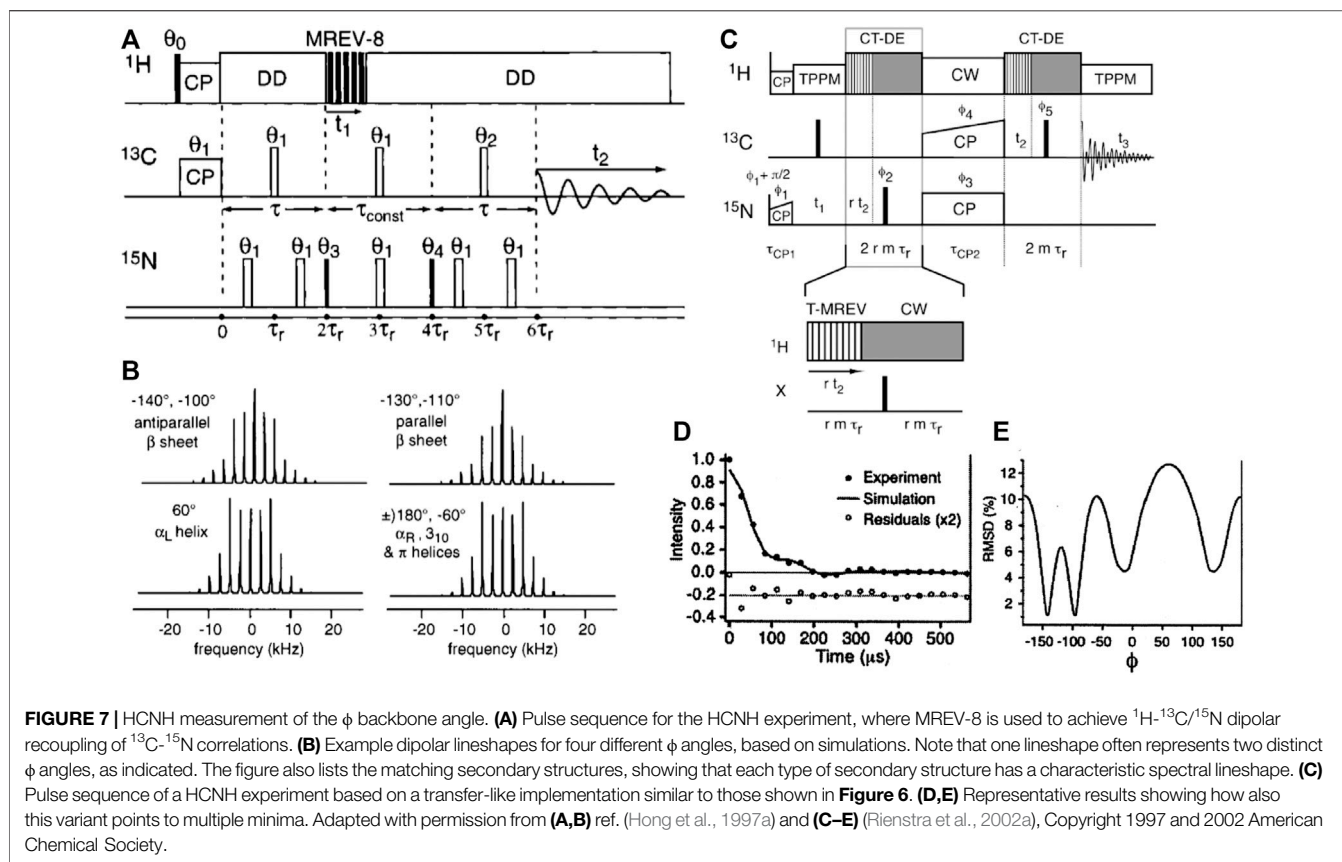 A
θ0
MREV-8
1H
CP
DD
DD
t1
13C
θ1
CP
θ1
θ1
θ2
t2
τ
τconst
τ
15N
θ1
θ1
θ3
θ1
θ4
θ1
θ1
0
τr
2τr
3τr
4τr
5τr
6τr
B
-140°, -100°
antiparallel
β sheet
-130°,-110°
parallel
β sheet
60°
αL helix
±)180°, -60°
αR, 310
& π helices
-20 -10 0 10 20
frequency (kHz)
-20 -10 0 10 20
frequency (kHz)
C
CT-DE
CT-DE
1H
CP
TPPM
CW
TPPM
13C
ϕ4
CP
t2
ϕ5
t3
ϕ1 + π/2
ϕ1
15N
CP
t1
r t2
ϕ2
ϕ3
CP
τCP1
2 r m τr
τCP2
2 m τr
T-MREV
CW
1H
r t2
X
r m τr
r m τr
D
Intensity
1.0
0.8
0.6
0.4
0.2
0.0
-0.2
-0.4
Experiment
Simulation
Residuals (x2)
0 100 200 300 400 500
Time (μs)
E
RMSD (%)
12
10
8
6
4
2
-150 -100 -50 0 50 100 150
ϕ
FIGURE 7 | HCNH measurement of the ϕ backbone angle. (A) Pulse sequence for the HCNH experiment, where MREV-8 is used to achieve 1H-13C/15N dipolar
recoupling of 13C-15N correlations. (B) Example dipolar lineshapes for four different ϕ angles, based on simulations. Note that one lineshape often represents two distinct
ϕ angles, as indicated. The figure also lists the matching secondary structures, showing that each type of secondary structure has a characteristic spectral lineshape. (C)
Pulse sequence of a HCNH experiment based on a transfer-like implementation similar to those shown in Figure 6. (D,E) Representative results showing how also
this variant points to multiple minima. Adapted with permission from (A,B) ref. (Hong et al., 1997a) and (C–E) (Rienstra et al., 2002a), Copyright 1997 and 2002 American
Chemical Society.